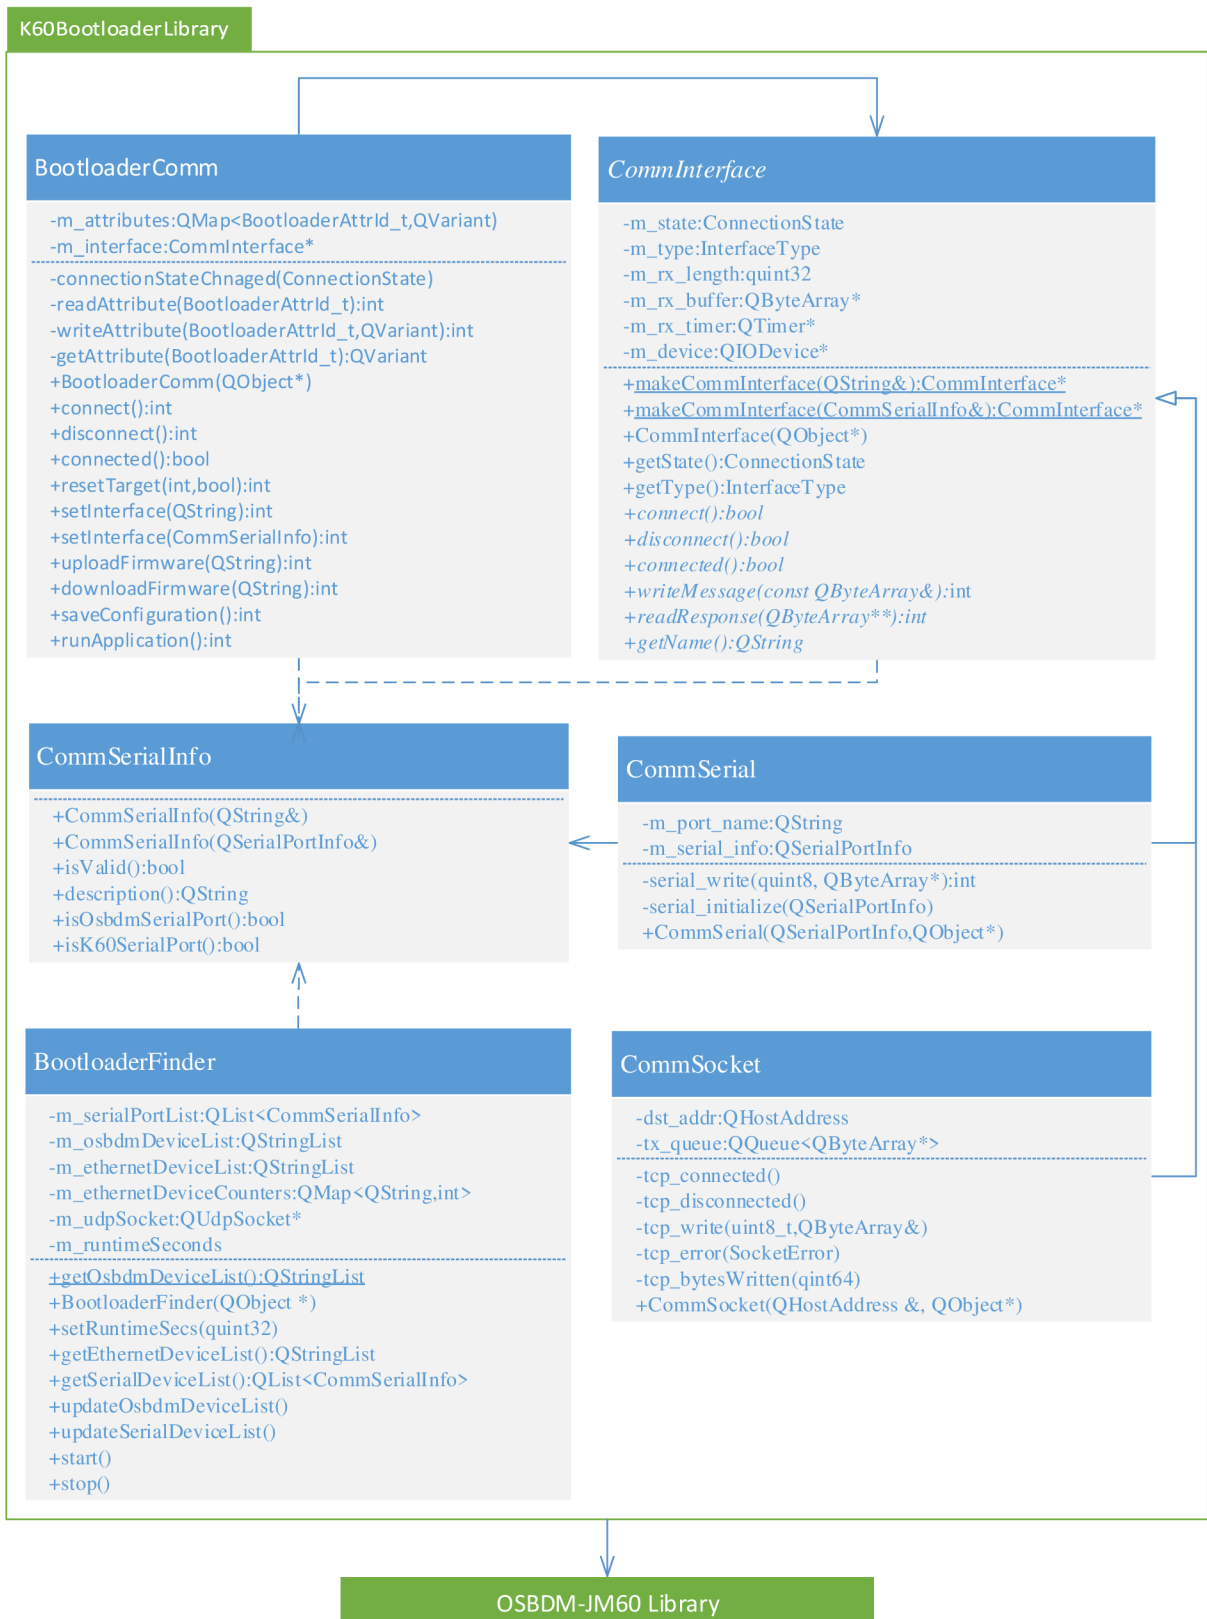 K60BootloaderLibrary
BootloaderComm
-m_attributes:QMap<BootloaderAttrId_t,QVariant)
-m_interface:CommInterface*
-connectionStateChnaged(ConnectionState)
-readAttribute(BootloaderAttrId_t):int
-writeAttribute(BootloaderAttrId_t,QVariant):int
-getAttribute(BootloaderAttrId_t):QVariant
+BootloaderComm(QObject*)
+connect():int
+disconnect():int
+connected():bool
+resetTarget(int,bool):int
+setInterface(QString):int
+setInterface(CommSerialInfo):int
+uploadFirmware(QString):int
+downloadFirmware(QString):int
+saveConfiguration():int
+runApplication():int
CommInterface
-m_state:ConnectionState
-m_type:InterfaceType
-m_rx_length:quint32
-m_rx_buffer:QByteArray*
-m_rx_timer:QTimer*
-m_device:QIODevice*
+makeCommInterface(QString&):CommInterface*
+makeCommInterface(CommSerialInfo&):CommInterface*
+CommInterface(QObject*)
+getState():ConnectionState
+getType():InterfaceType
+connect():bool
+disconnect():bool
+connected():bool
+writeMessage(const QByteArray&):int
+readResponse(QByteArray**):int
+getName():QString
CommSerialInfo
+CommSerialInfo(QString&)
+CommSerialInfo(QSerialPortInfo&)
+isValid():bool
+description():QString
+isOsbdmSerialPort():bool
+isK60SerialPort():bool
CommSerial
-m_port_name:QString
-m_serial_info:QSerialPortInfo
-serial_write(quint8, QByteArray*):int
-serial_initialize(QSerialPortInfo)
+CommSerial(QSerialPortInfo,QObject*)
BootloaderFinder
-m_serialPortList:QList<CommSerialInfo>
-m_osbdmDeviceList:QStringList
-m_ethernetDeviceList:QStringList
-m_ethernetDeviceCounters:QMap<QString,int>
-m_udpSocket:QUdpSocket*
-m_runtimeSeconds
+getOsbdmDeviceList():QStringList
+BootloaderFinder(QObject *)
+setRuntimeSecs(quint32)
+getEthernetDeviceList():QStringList
+getSerialDeviceList():QList<CommSerialInfo>
+updateOsbdmDeviceList()
+updateSerialDeviceList()
+start()
+stop()
CommSocket
-dst_addr:QHostAddress
-tx_queue:QQueue<QByteArray*>
-tcp_connected()
-tcp_disconnected()
-tcp_write(uint8_t,QByteArray&)
-tcp_error(SocketError)
-tcp_bytesWritten(qint64)
+CommSocket(QHostAddress &, QObject*)
OSBDM-JM60 Library